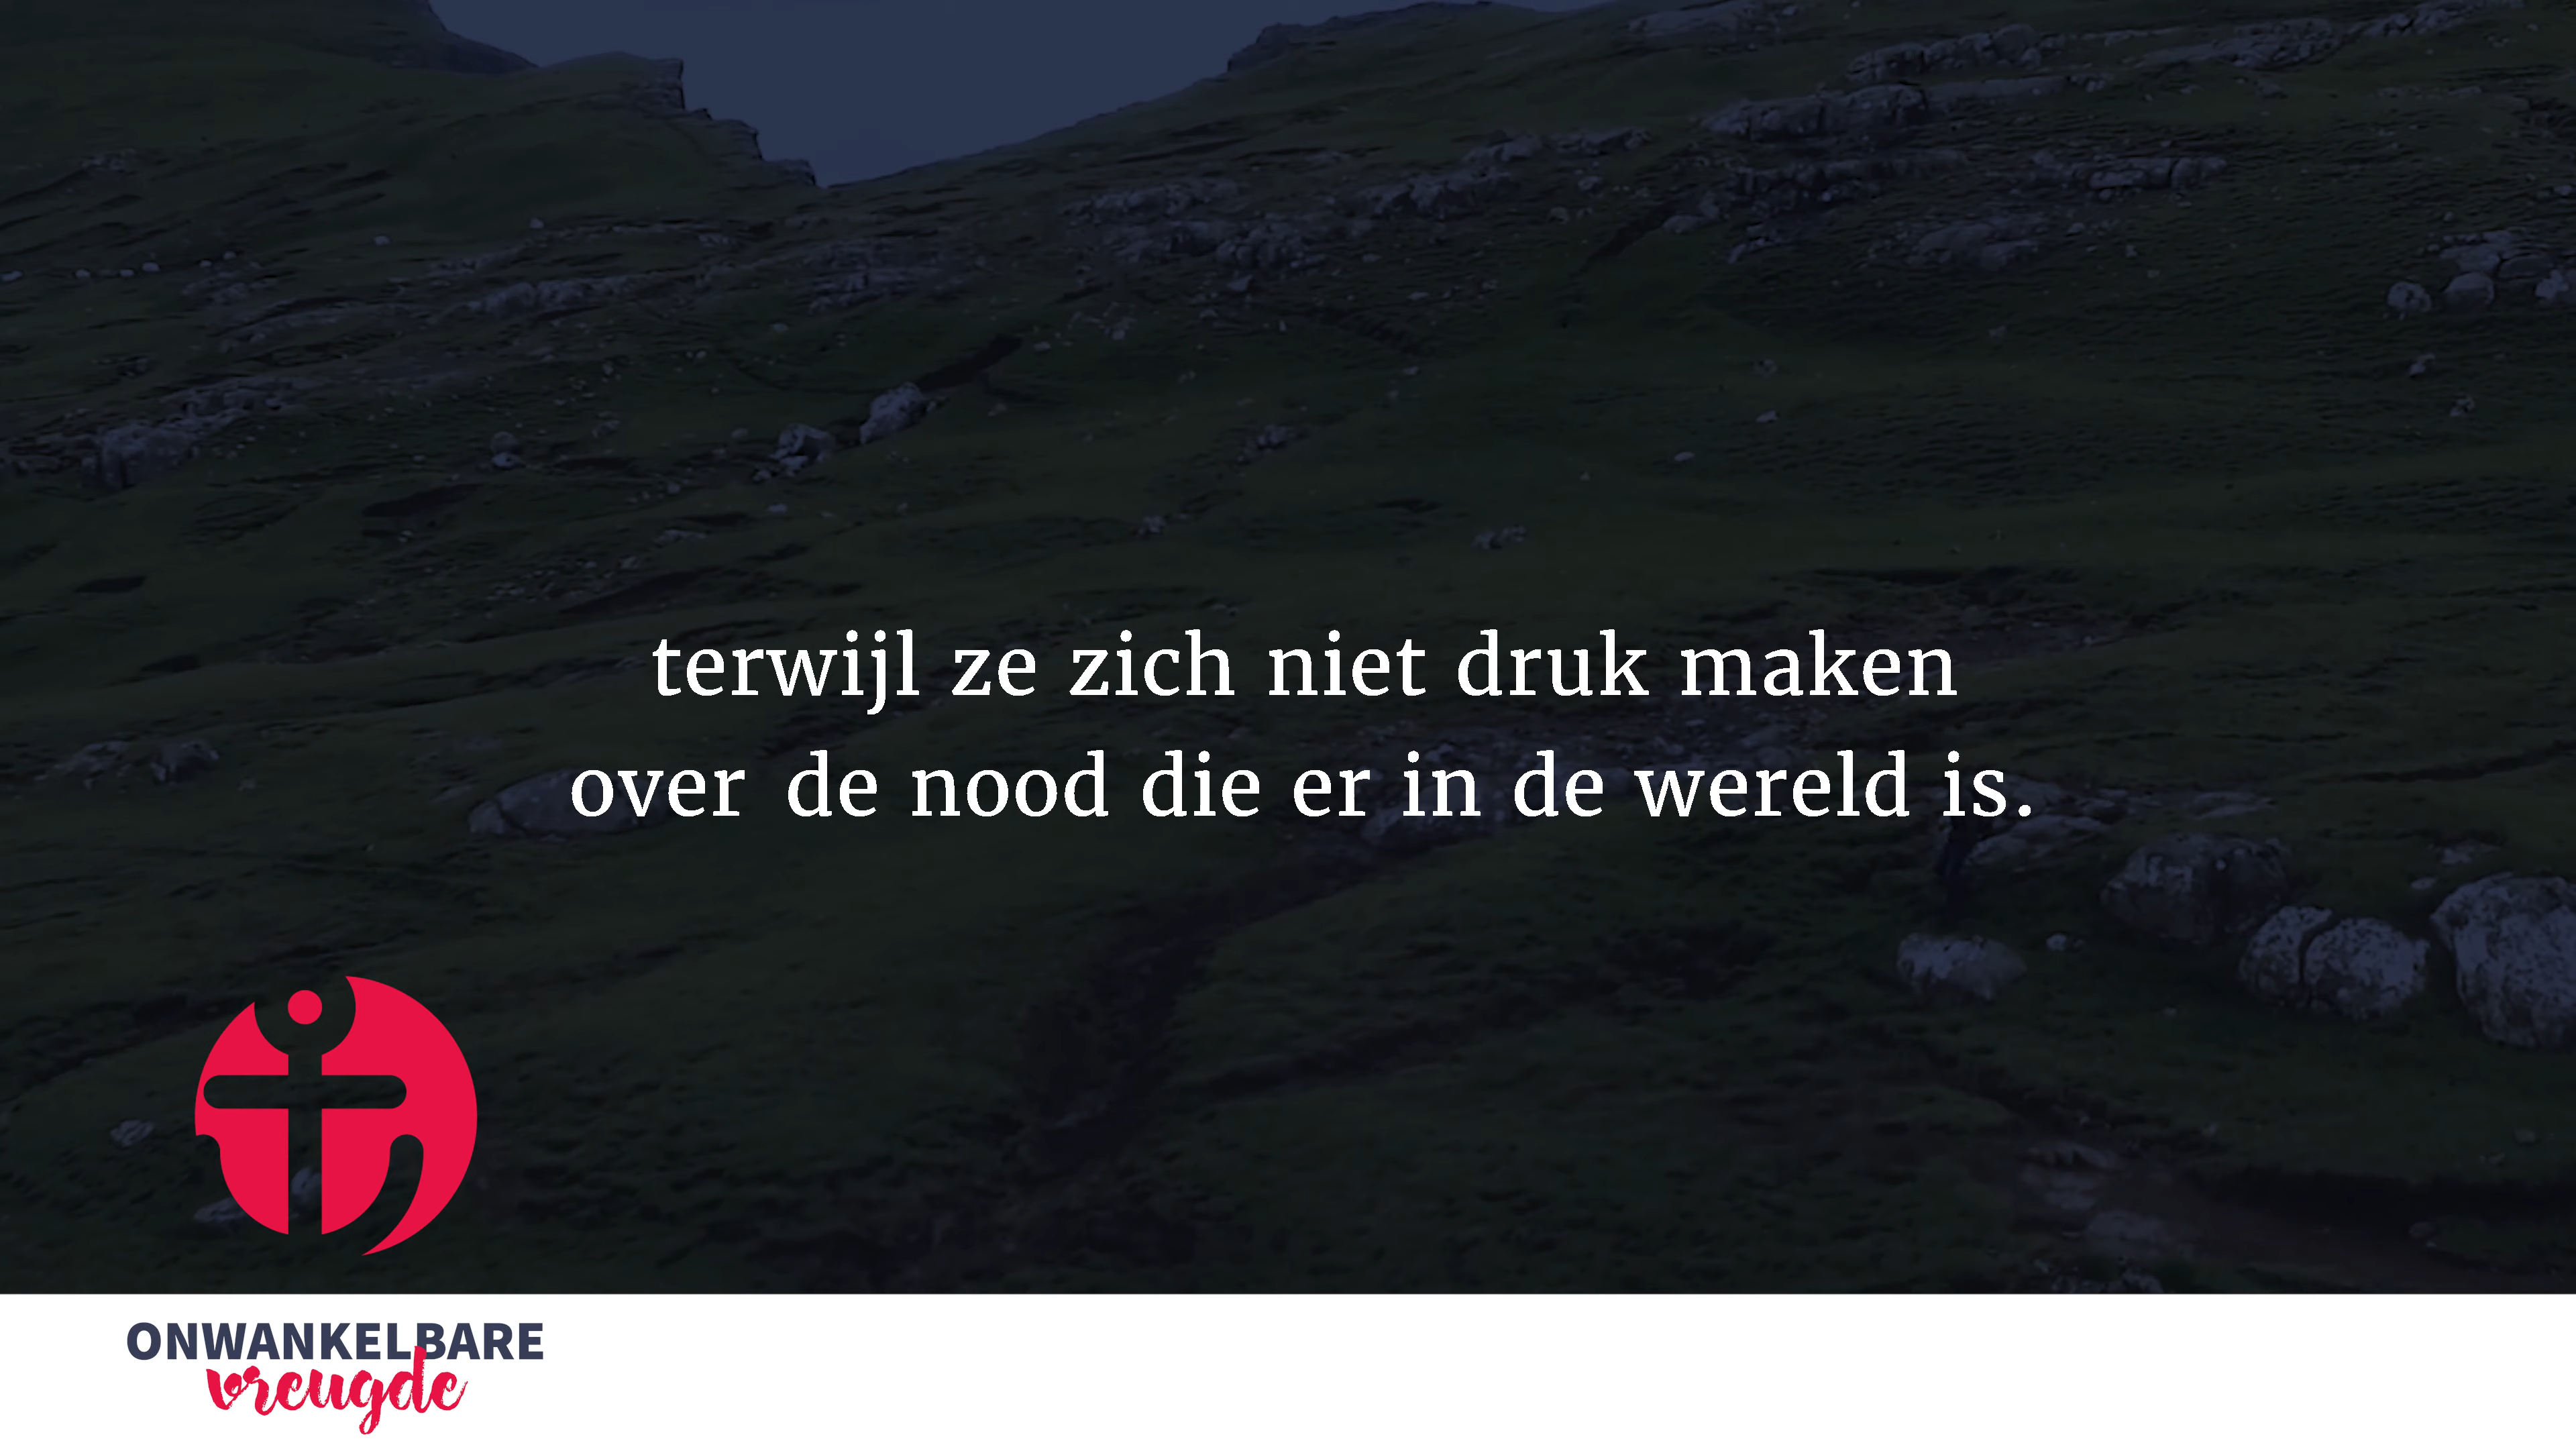 terwijl ze zich niet druk maken
over de nood die er in de wereld is.
ONWANKELBARE
vreugde